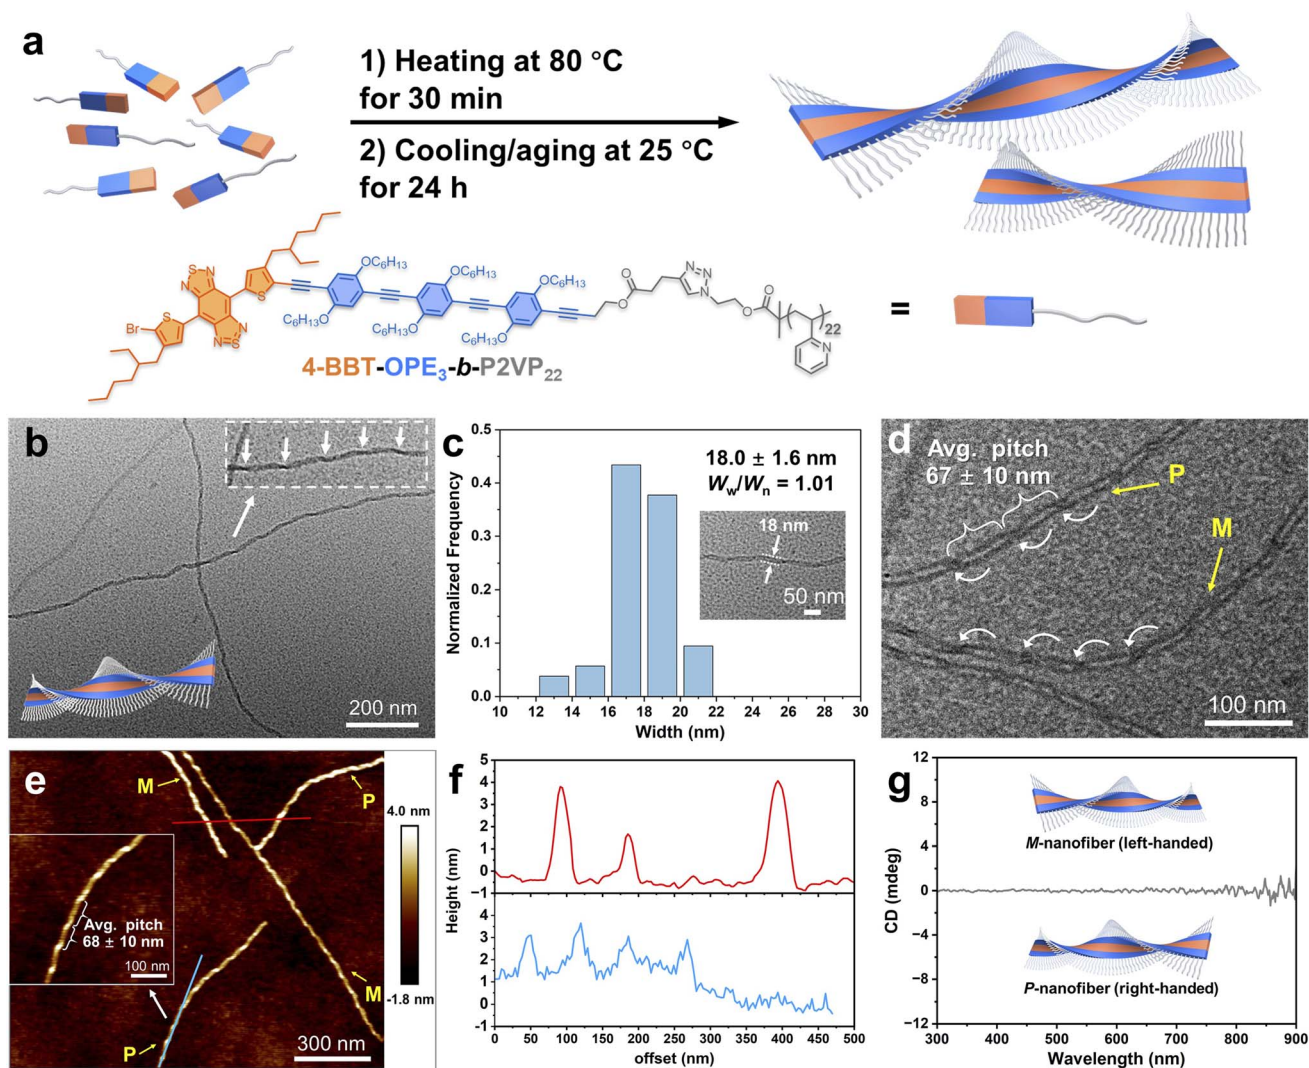 a
1) Heating at 80 °C
for 30 min
2) Cooling/aging at 25 °C
for 24 h
N S N
S
OC6H13 OC6H13 OC6H13
Br S N S N
C6H13O C6H13O C6H13O
O O
N N N
O O
22
N
4-BBT-OPE3-b-P2VP22
=
b
200 nm
c
Normalized Frequency
0.5
0.4
0.3
0.2
0.1
0.0
10 12 14 16 18 20 22 24 26 28 30
Width (nm)
18.0 ± 1.6 nm
Ww/Wn = 1.01
18 nm
50 nm
d
Avg. pitch
67 ± 10 nm
P
M
100 nm
e
M
P
Avg. pitch
68 ± 10 nm
100 nm
M
P
300 nm
4.0 nm
-1.8 nm
f
Height (nm)
5
4
3
2
1
0
−1
4
3
2
1
0
-1
0 50 100 150 200 250 300 350 400 450 500
offset (nm)
g
CD (mdeg)
12
8
4
0
−4
−8
−12
M-nanofiber (left-handed)
P-nanofiber (right-handed)
300 400 500 600 700 800 900
Wavelength (nm)